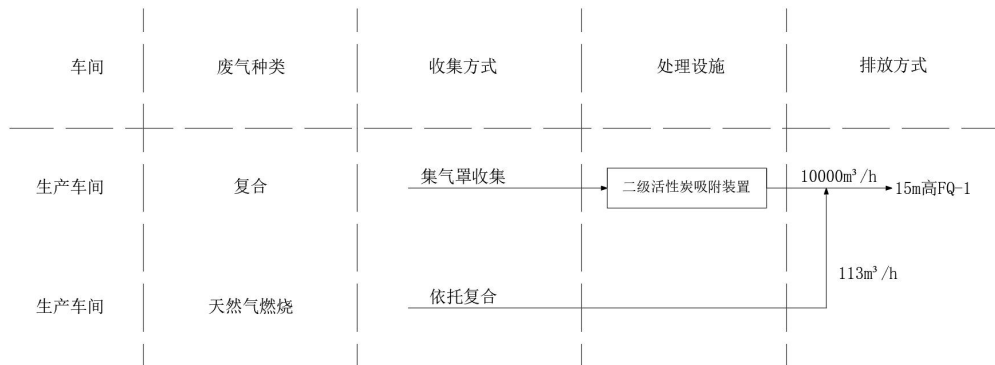 车间 废气种类 收集方式 处理设施 排放方式
生产车间 复合 集气罩收集 二级活性炭吸附装置 10000m³/h 15m高FQ-1
113m³/h
生产车间 天然气燃烧 依托复合